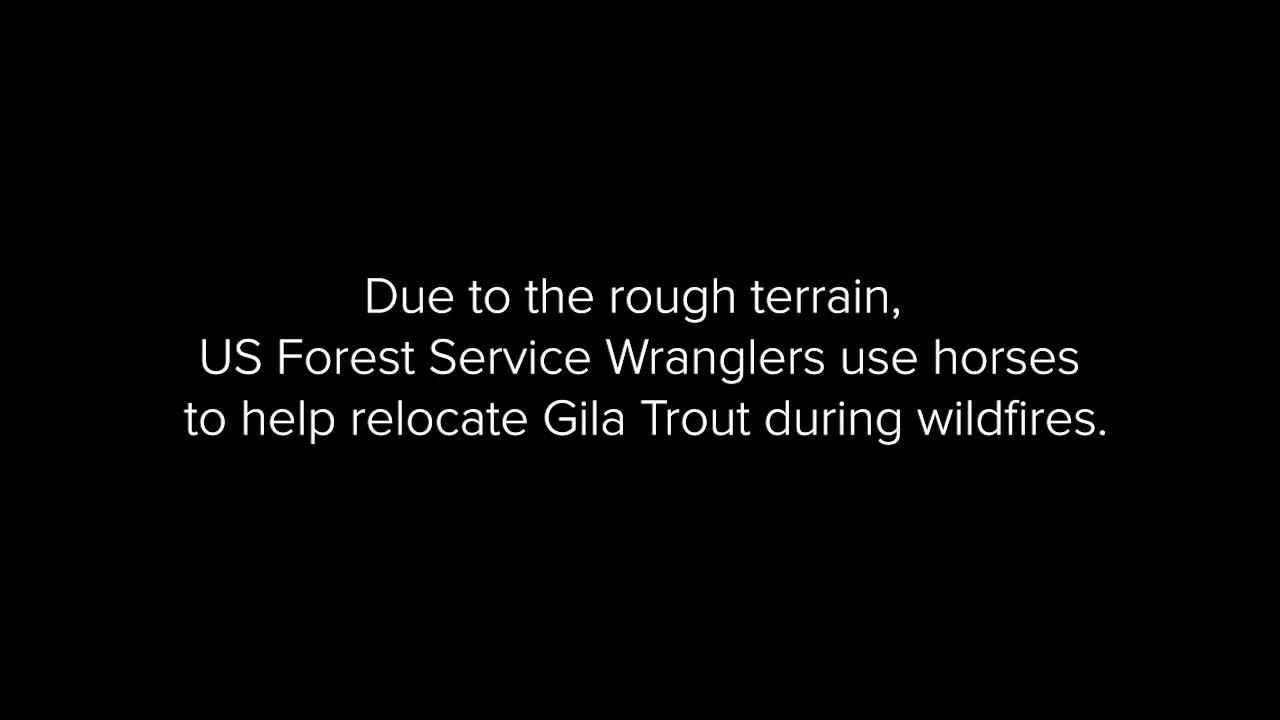 Due to the rough terrain,
US Forest Service Wranglers use horses
to help relocate Gila Trout during wildfires.